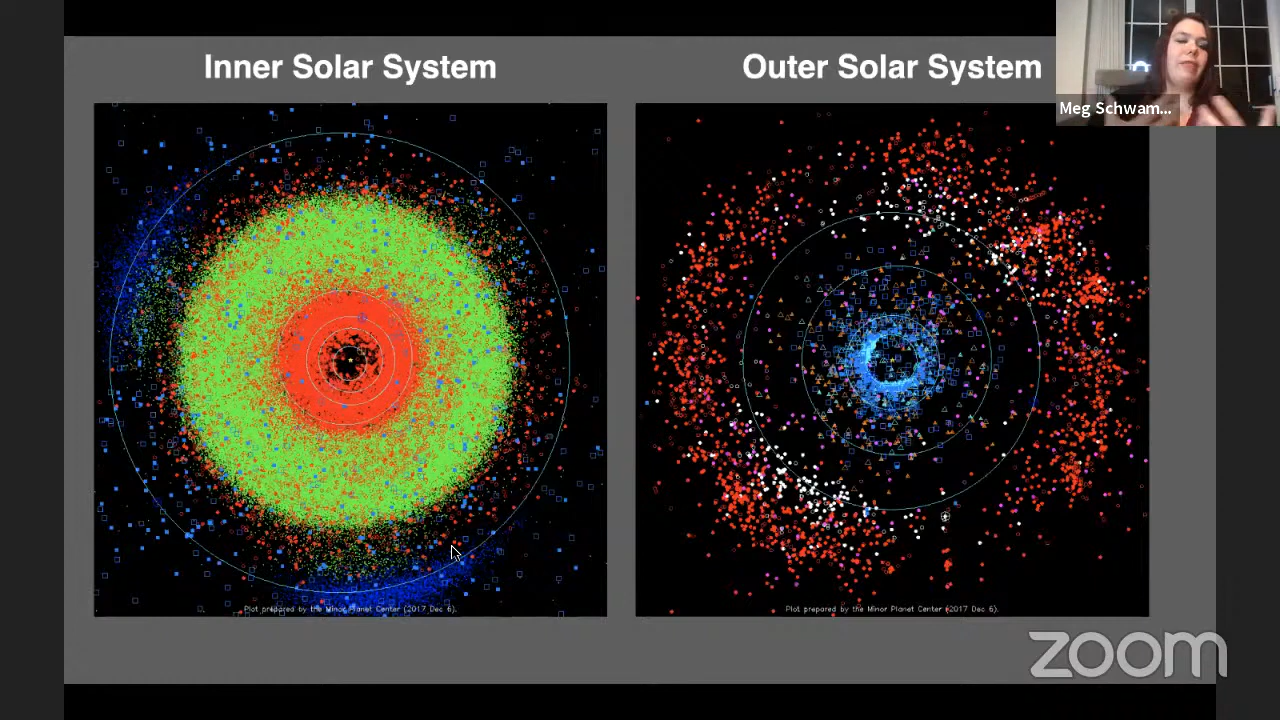 Inner Solar System
Outer Solar System
Meg Schwam...
Plot prepared by the Minor Planet Center (2017 Dec 6).
Plot prepared by the Minor Planet Center (2017 Dec 6).
zoom